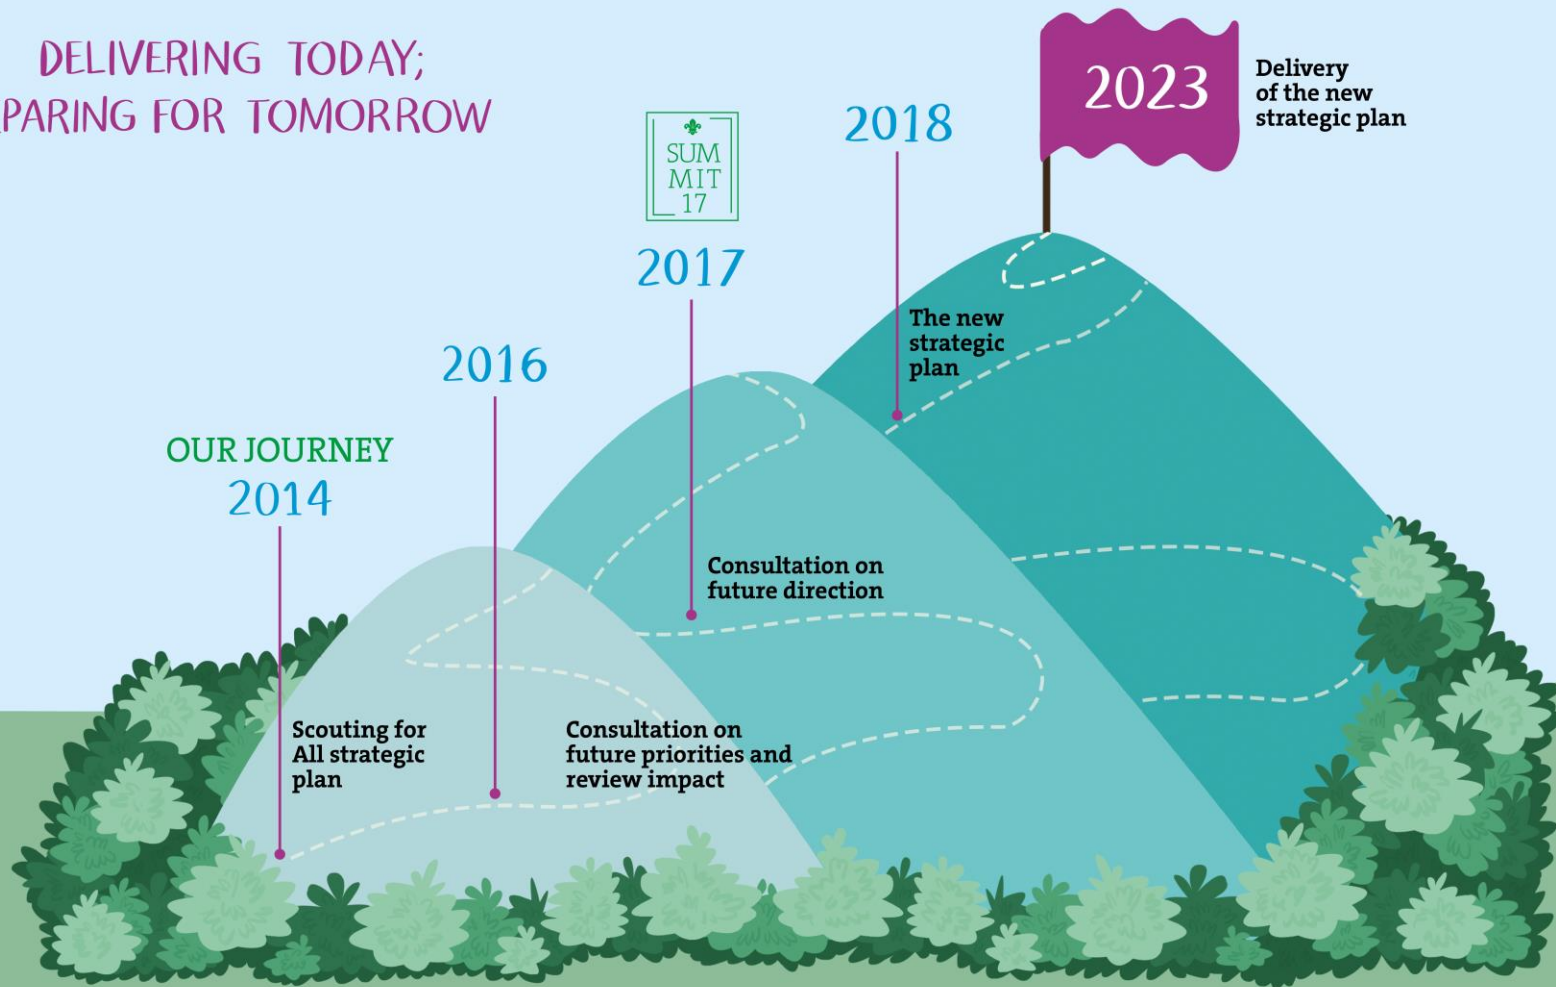 DELIVERING TODAY;
PARING FOR TOMORROW
SUM
MIT
17
2018
2023
Delivery
of the new
strategic plan
2017
The new
strategic
plan
2016
OUR JOURNEY
2014
Consultation on
future direction
Scouting for
All strategic
plan
Consultation on
future priorities and
review impact